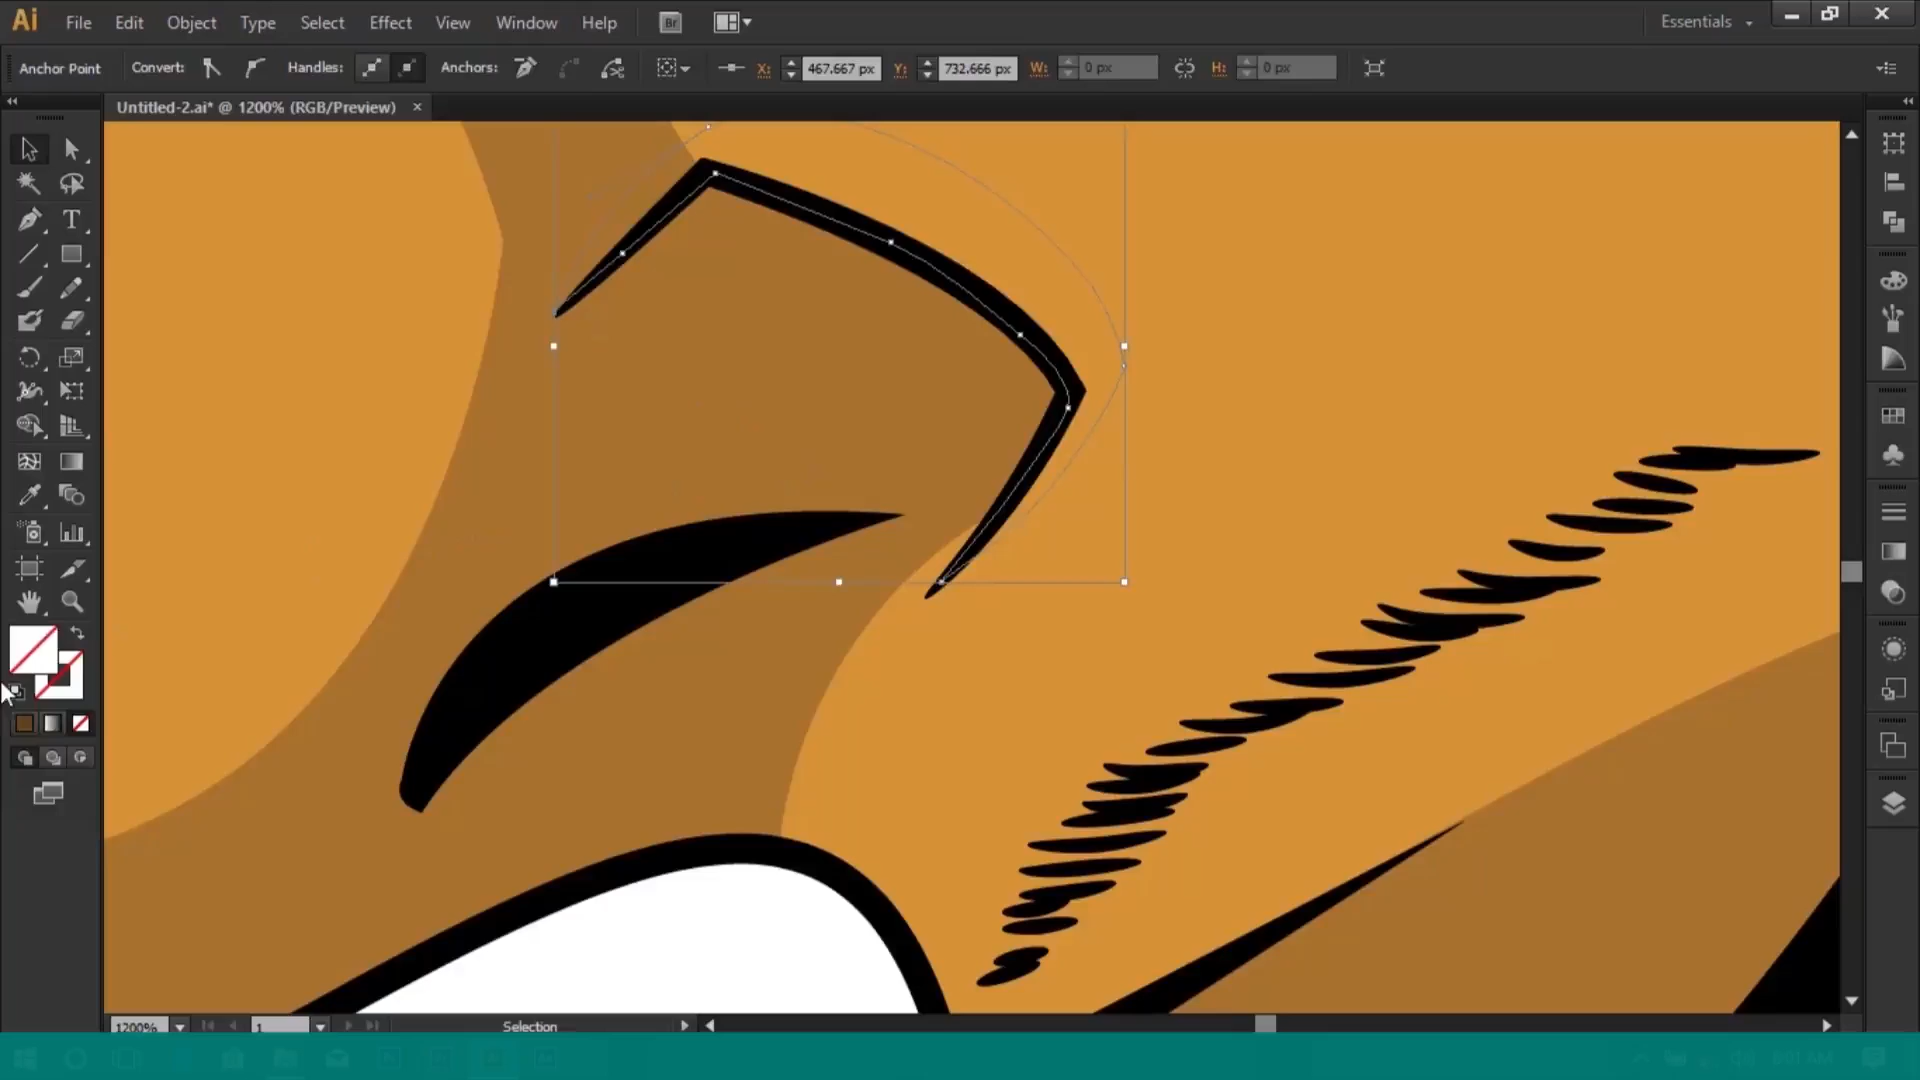 Ai File Edit Object Type Select Effect View Window Help Br Essentials
Anchor Point Convert: Handles: Anchors: X: 467.667 px Y: 732.666 px W: 0 px H: 0 px
Untitled-2.ai* @ 1200% (RGB/Preview)
T
1200% 1 Selection